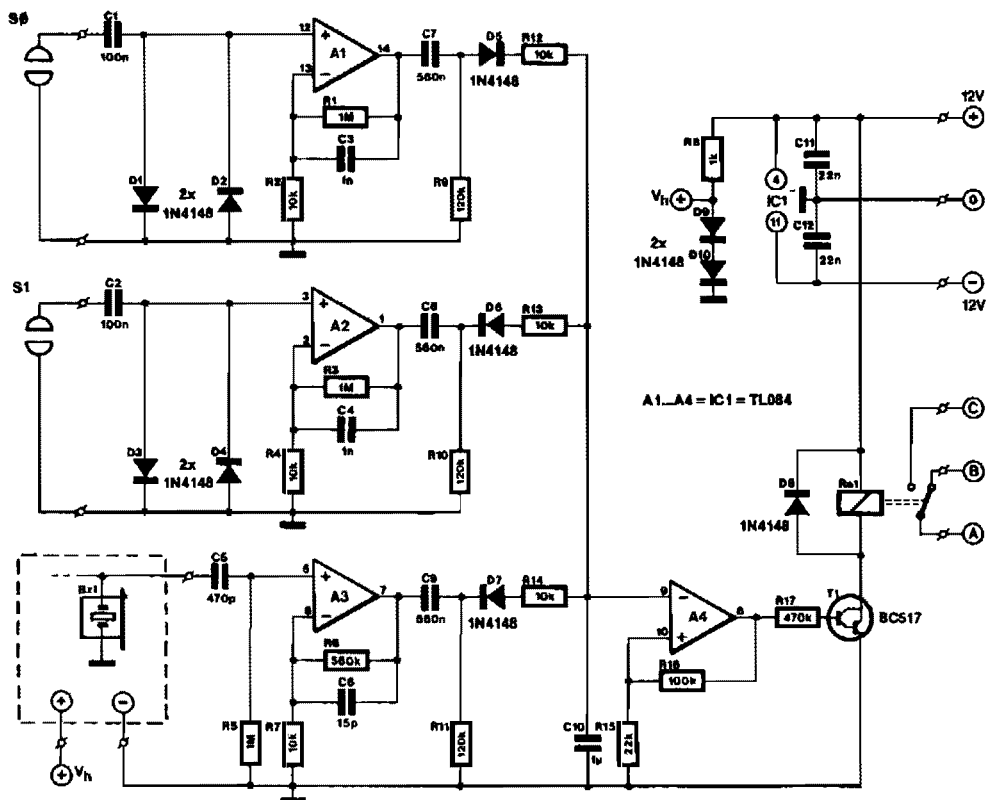 SØ
C1
100n
D1
2x
1N4148
D2
12
+
A1
14
13
−
R1
1M
C3
1n
R2
10k
C7
560n
R9
120k
D5
1N4148
R12
10k
S1
C2
100n
D3
2x
1N4148
D4
3
+
A2
1
2
−
R3
1M
C4
1n
R4
10k
C8
560n
R10
120k
D6
1N4148
R13
10k
Bz1
+
−
+ Vh
C5
470p
R5
1M
+
A3
7
−
R6
560k
C6
15p
R7
10k
C9
560n
R11
120k
D7
1N4148
R14
10k
C10
1µ
9
−
A4
8
10
+
R16
100k
R15
22k
R17
470k
T1
BC517
R8
1k
Vh +
D9
2x
1N4148
D10
4
IC1
11
C11
22n
C12
22n
12V
+
0
−
12V
A1...A4 = IC1 = TL084
D8
1N4148
Re1
C
B
A